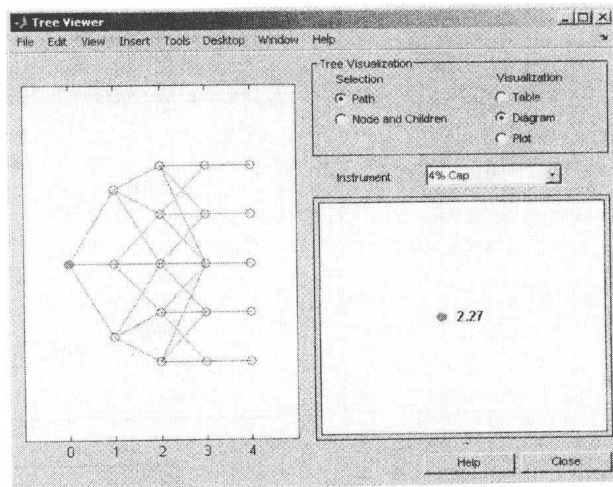 Tree Viewer
File Edit View Insert Tools Desktop Window Help
Tree Visualization
Selection
Visualization
Path
Table
Node and Children
Diagram
Plot
Instrument
4% Cap
2.27
0 1 2 3 4
Help
Close